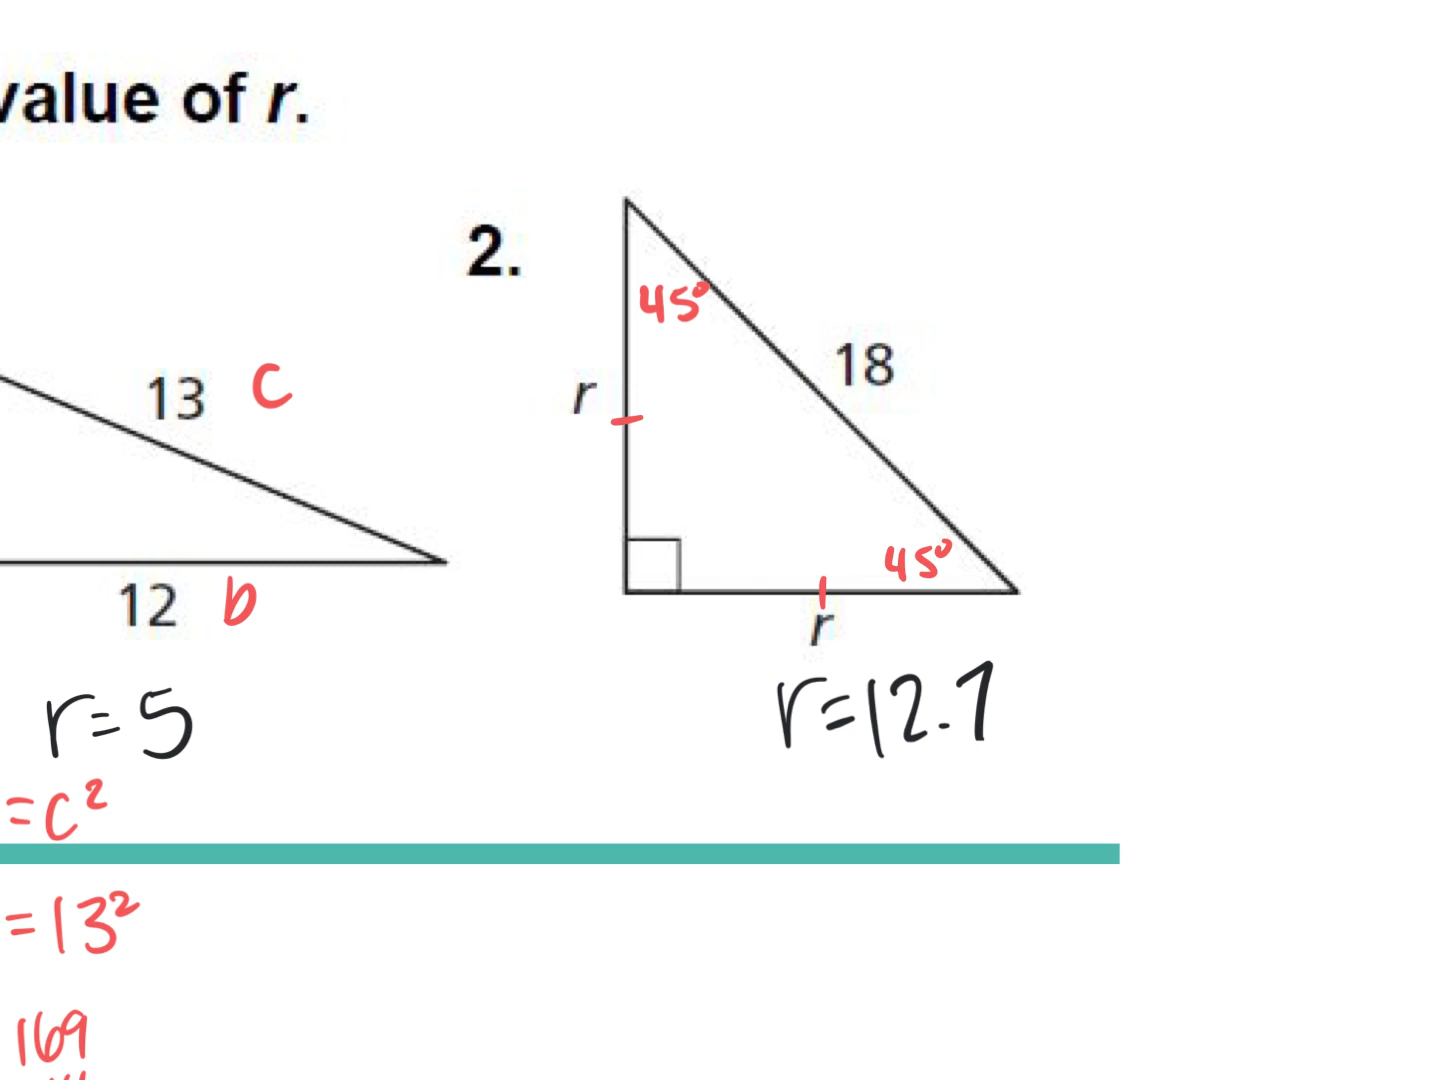 value of r.
2.
45°
18
13 c
r
45°
12 b
r
r=5
r=12.7
=c²
=13²
169